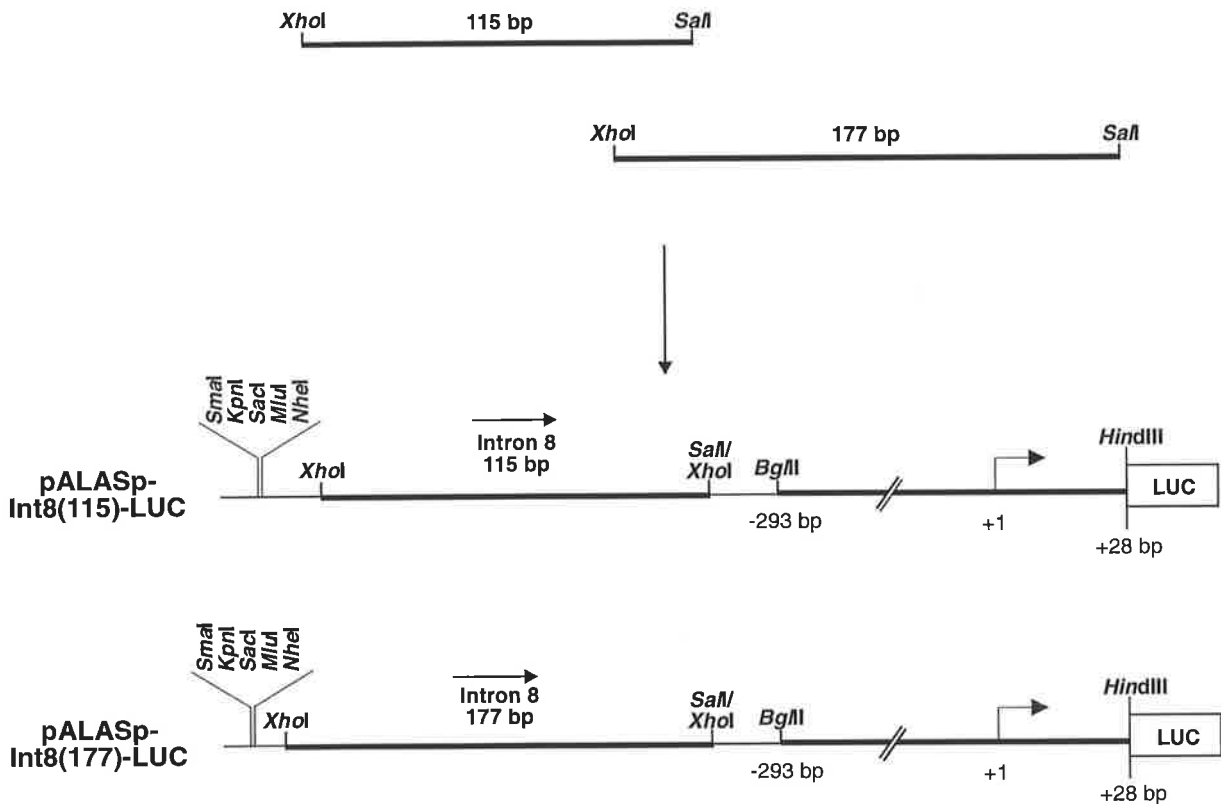 XhoI 115 bp SalI
XhoI 177 bp SalI
SmaI
KpnI
SacI
MluI
NheI
pALASp-
Int8(115)-LUC
XhoI
Intron 8
115 bp
SalI/
XhoI
BglII
-293 bp
+1
HindIII
LUC
+28 bp
SmaI
KpnI
SacI
MluI
NheI
pALASp-
Int8(177)-LUC
XhoI
Intron 8
177 bp
SalI/
XhoI
BglII
-293 bp
+1
HindIII
LUC
+28 bp